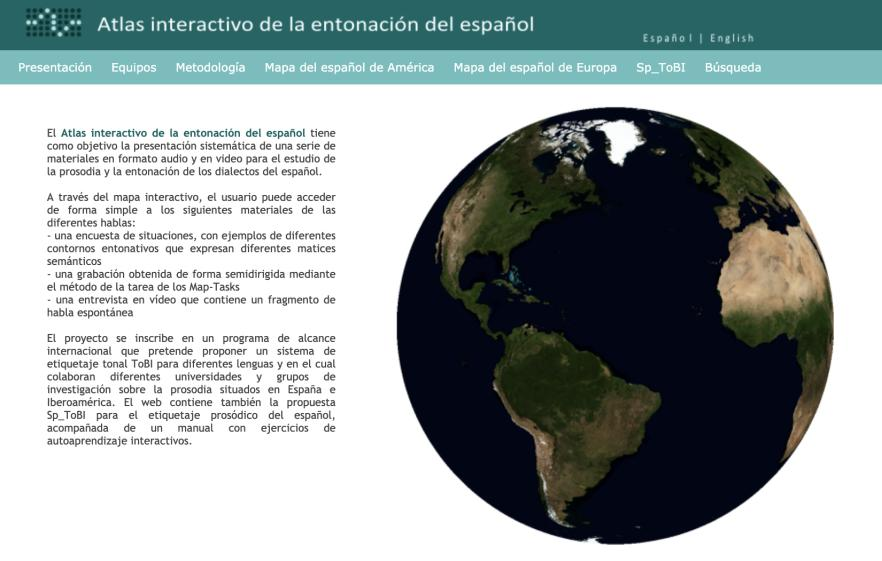 Atlas interactivo de la entonación del español
Español | English
Presentación Equipos Metodología Mapa del español de América Mapa del español de Europa Sp_ToBI Búsqueda
El Atlas interactivo de la entonación del español tiene
como objetivo la presentación sistemática de una serie de
materiales en formato audio y en video para el estudio de
la prosodia y la entonación de los dialectos del español.
A través del mapa interactivo, el usuario puede acceder
de forma simple a los siguientes materiales de las
diferentes hablas:
- una encuesta de situaciones, con ejemplos de diferentes
contornos entonativos que expresan diferentes matices
semánticos
- una grabación obtenida de forma semidirigida mediante
el método de la tarea de los Map-Tasks
- una entrevista en vídeo que contiene un fragmento de
habla espontánea
El proyecto se inscribe en un programa de alcance
internacional que pretende proponer un sistema de
etiquetaje tonal ToBI para diferentes lenguas y en el cual
colaboran diferentes universidades y grupos de
investigación sobre la prosodia situados en España e
Iberoamérica. El web contiene también la propuesta
Sp_ToBI para el etiquetaje prosódico del español,
acompañada de un manual con ejercicios de
autoaprendizaje interactivos.